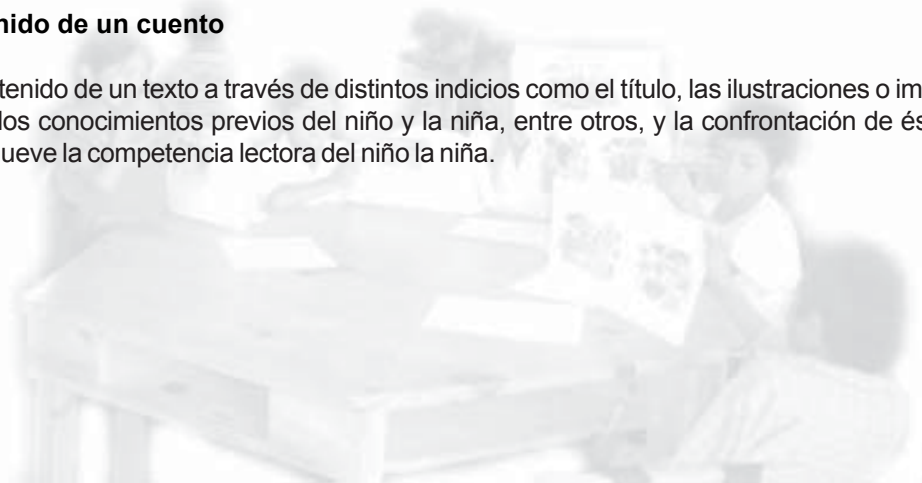 nido de un cuento
tenido de un texto a través de distintos indicios como el título, las ilustraciones o im
los conocimientos previos del niño y la niña, entre otros, y la confrontación de és
ueve la competencia lectora del niño la niña.